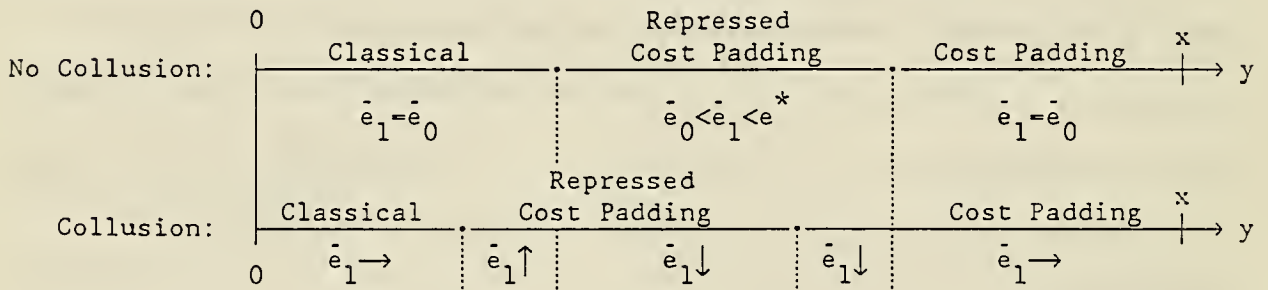 0
Repressed
Classical Cost Padding Cost Padding x
No Collusion: y
ē₁=ē₀ ē₀<ē₁<e* ē₁=ē₀
Repressed
Classical Cost Padding Cost Padding x
Collusion: y
0 ē₁→ ē₁↑ ē₁↓ ē₁↓ ē₁→